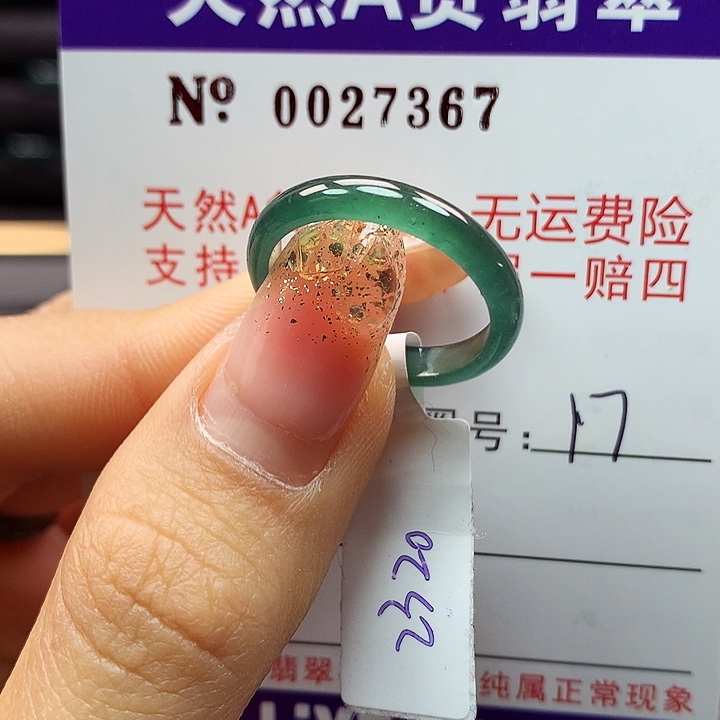 天然A货翡翠
Nº 0027367
天然A 无运费险
支持 一赔四
圈号: 17
2320
翡翠 纯属正常现象